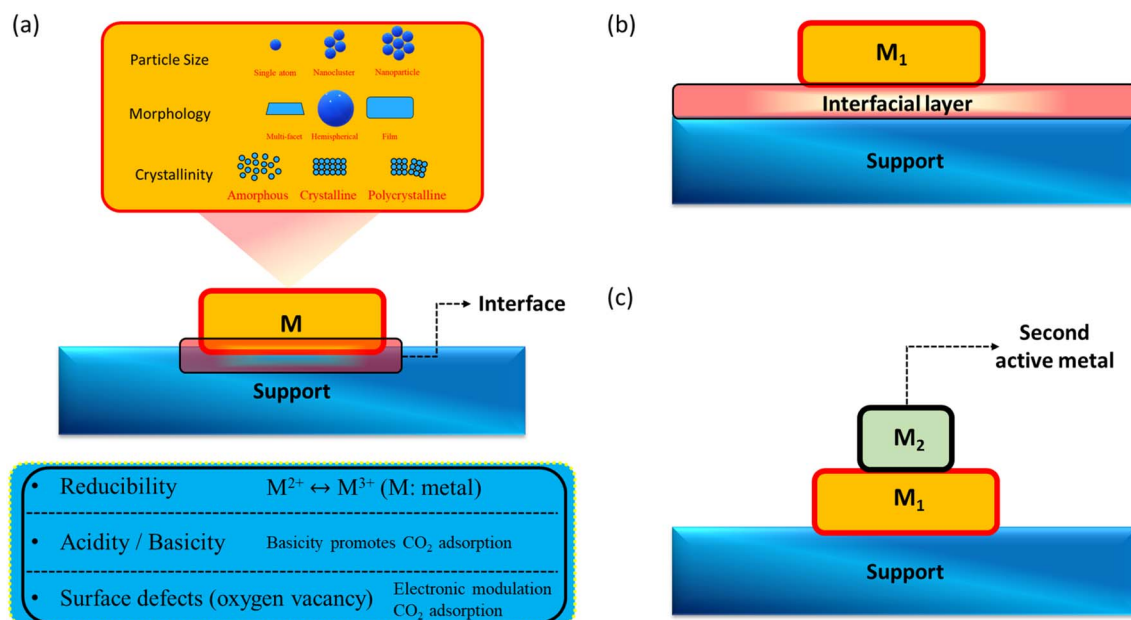 (a)
Particle Size
Single atom
Nanocluster
Nanoparticle
Morphology
Multi-facet
Hemispherical
Film
Crystallinity
Amorphous
Crystalline
Polycrystalline
M
Interface
Support
• Reducibility M²⁺ ↔ M³⁺ (M: metal)
• Acidity / Basicity Basicity promotes CO₂ adsorption
• Surface defects (oxygen vacancy) Electronic modulation
CO₂ adsorption
(b)
M₁
Interfacial layer
Support
(c)
Second
active metal
M₂
M₁
Support